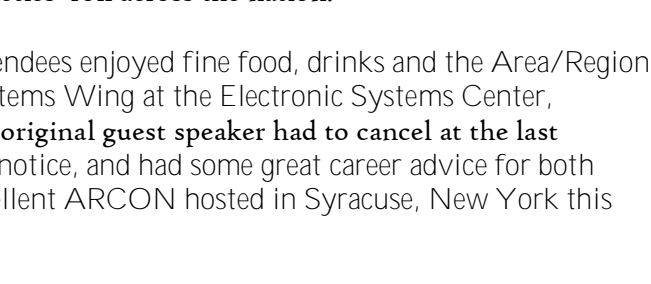 endees enjoyed fine food, drinks and the Area/Region
tems Wing at the Electronic Systems Center,
original guest speaker had to cancel at the last
notice, and had some great career advice for both
llent ARCON hosted in Syracuse, New York this